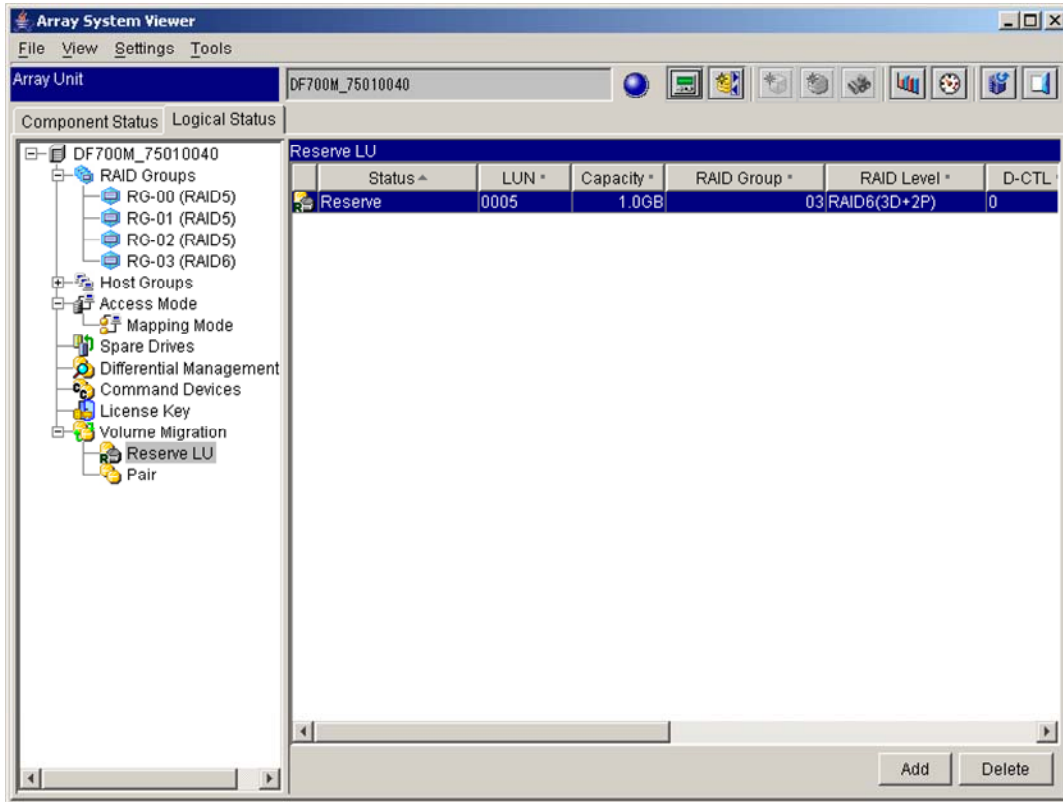 Array System Viewer
File View Settings Tools
Array Unit
DF700M_75010040
Component Status Logical Status
DF700M_75010040
RAID Groups
RG-00 (RAID5)
RG-01 (RAID5)
RG-02 (RAID5)
RG-03 (RAID6)
Host Groups
Access Mode
Mapping Mode
Spare Drives
Differential Management
Command Devices
License Key
Volume Migration
Reserve LU
Pair
Reserve LU
Status LUN Capacity RAID Group RAID Level D-CTL
Reserve 0005 1.0GB 03 RAID6(3D+2P) 0
Add Delete